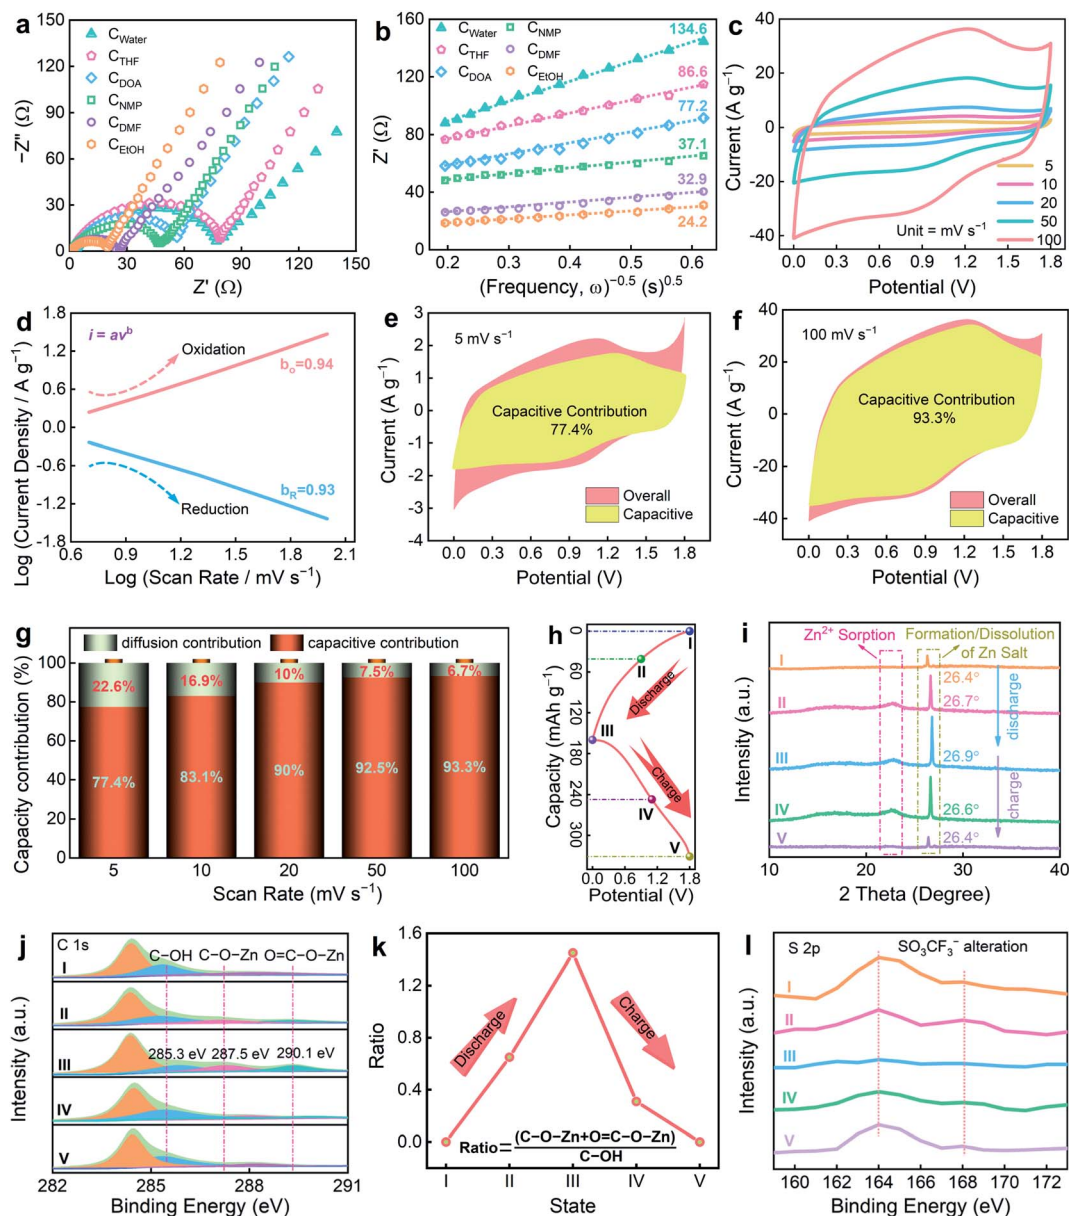 a
C_Water
C_THF
C_DOA
C_NMP
C_DMF
C_EtOH
−Z'' (Ω)
−150
−120
−90
−60
30
0
0 30 60 90 120 150
Z' (Ω)
b
C_Water C_NMP
C_THF C_DMF
C_DOA C_EtOH
134.6
86.6
77.2
37.1
32.9
24.2
Z' (Ω)
160
120
80
40
0
0.2 0.3 0.4 0.5 0.6
(Frequency, ω)^−0.5 (s)^0.5
c
Current (A g⁻¹)
40
20
0
-20
-40
5
10
20
50
100
Unit = mV s⁻¹
0.0 0.3 0.6 0.9 1.2 1.5 1.8
Potential (V)
d
i = av^b
Oxidation
b_o=0.94
b_R=0.93
Reduction
Log (Current Density / A g⁻¹)
1.8
1.2
0.6
0.0
-0.6
-1.2
-1.8
0.6 0.9 1.2 1.5 1.8 2.1
Log (Scan Rate / mV s⁻¹)
e
5 mV s⁻¹
Capacitive Contribution
77.4%
Overall
Capacitive
Current (A g⁻¹)
3
2
1
0
-1
-2
-3
-4
0.0 0.3 0.6 0.9 1.2 1.5 1.8
Potential (V)
f
100 mV s⁻¹
Capacitive Contribution
93.3%
Overall
Capacitive
Current (A g⁻¹)
40
20
0
-20
-40
0.0 0.3 0.6 0.9 1.2 1.5 1.8
Potential (V)
g
diffusion contribution capacitive contribution
Capacity contribution (%)
100
80
60
40
20
0
22.6% 16.9% 10% 7.5% 6.7%
77.4% 83.1% 90% 92.5% 93.3%
5 10 20 50 100
Scan Rate (mV s⁻¹)
h
Capacity (mAh g⁻¹)
0
60
120
180
240
300
I
II
Discharge
III
Charge
IV
V
0.0 0.6 1.2 1.8
Potential (V)
i
Zn²⁺ Sorption
Formation/Dissolution
of Zn Salt
I
26.4°
II
26.7°
discharge
III
26.9°
IV
26.6°
charge
V
26.4°
Intensity (a.u.)
10 20 30 40
2 Theta (Degree)
j
C 1s
C−OH C−O−Zn O=C−O−Zn
I
II
285.3 eV 287.5 eV 290.1 eV
III
IV
V
Intensity (a.u.)
282 285 288 291
Binding Energy (eV)
k
Ratio
1.6
1.2
0.8
0.4
0.0
Discharge
Charge
Ratio=(C−O−Zn+O=C−O−Zn)
C−OH
I II III IV V
State
l
S 2p
SO₃CF₃⁻ alteration
I
II
III
IV
V
Intensity (a.u.)
160 162 164 166 168 170 172
Binding Energy (eV)